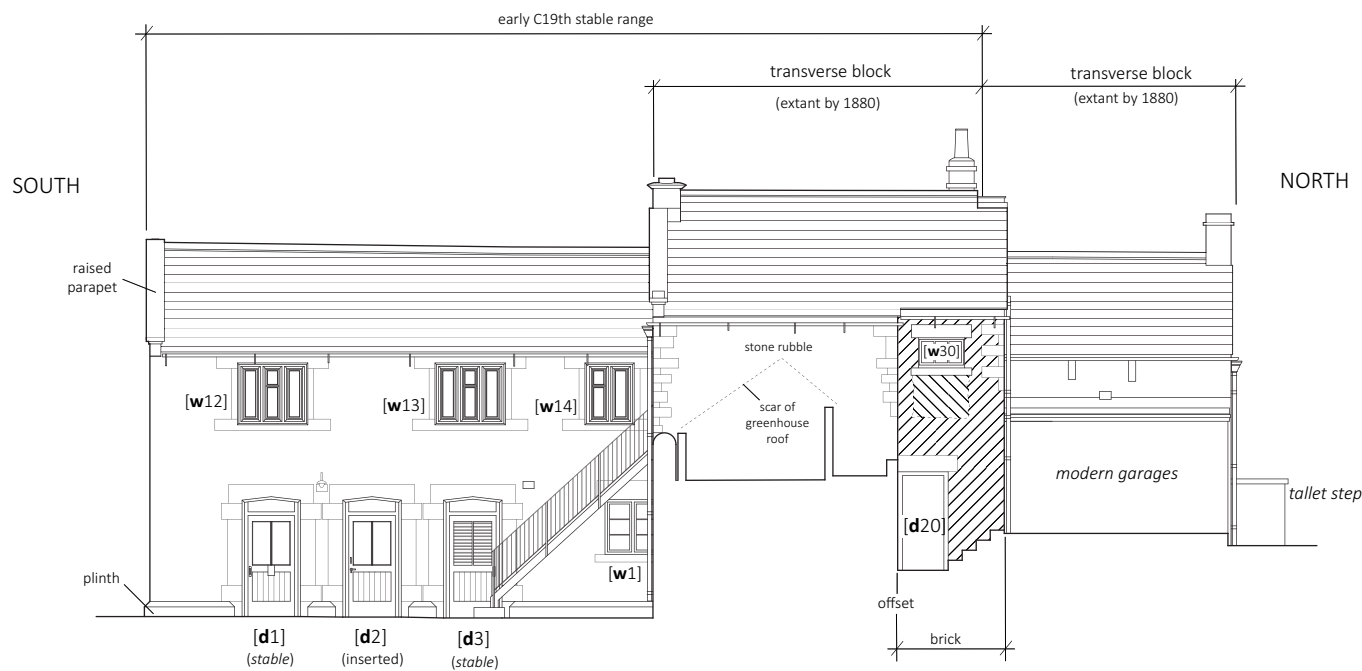 early C19th stable range
transverse block
(extant by 1880)
transverse block
(extant by 1880)
SOUTH
NORTH
raised
parapet
stone rubble
[w30]
[w12]
[w13]
[w14]
scar of
greenhouse
roof
modern garages
tallet step
[d20]
[w1]
plinth
offset
brick
[d1]
(stable)
[d2]
(inserted)
[d3]
(stable)